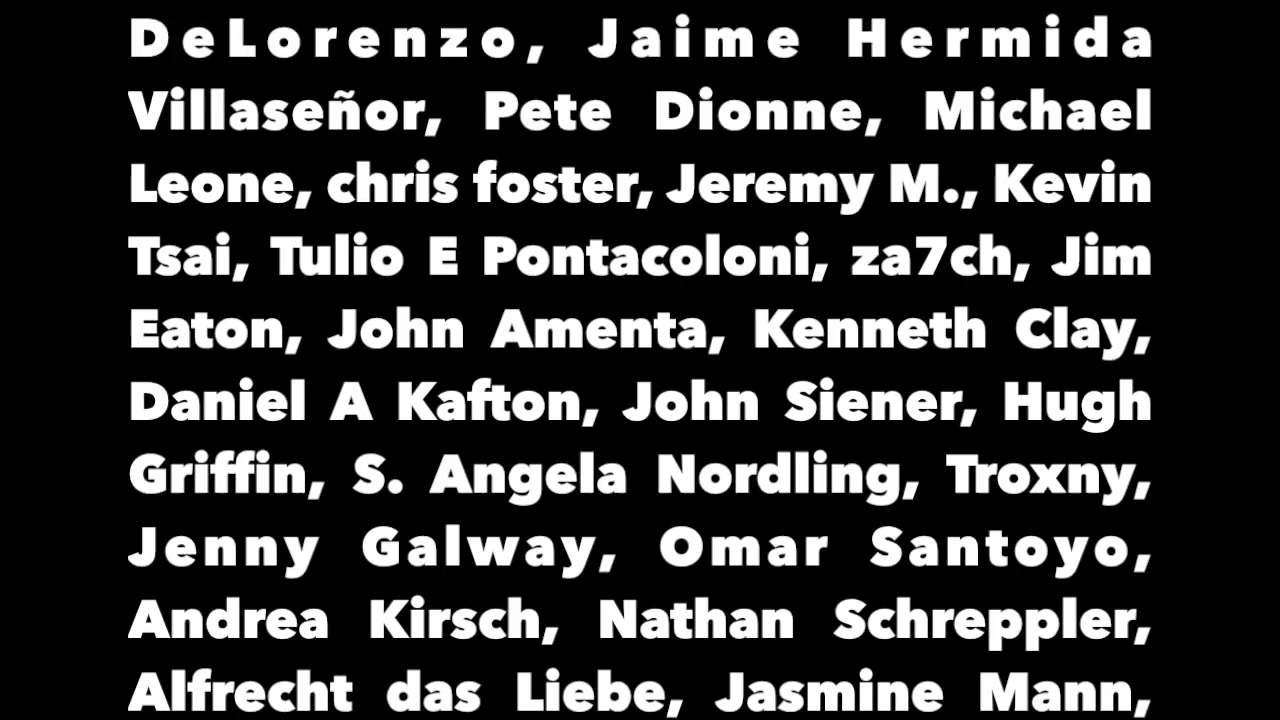 DeLorenzo, Jaime Hermida
Villaseñor, Pete Dionne, Michael
Leone, chris foster, Jeremy M., Kevin
Tsai, Tulio E Pontacoloni, za7ch, Jim
Eaton, John Amenta, Kenneth Clay,
Daniel A Kafton, John Siener, Hugh
Griffin, S. Angela Nordling, Troxny,
Jenny Galway, Omar Santoyo,
Andrea Kirsch, Nathan Schreppler,
Alfrecht das Liebe, Jasmine Mann,